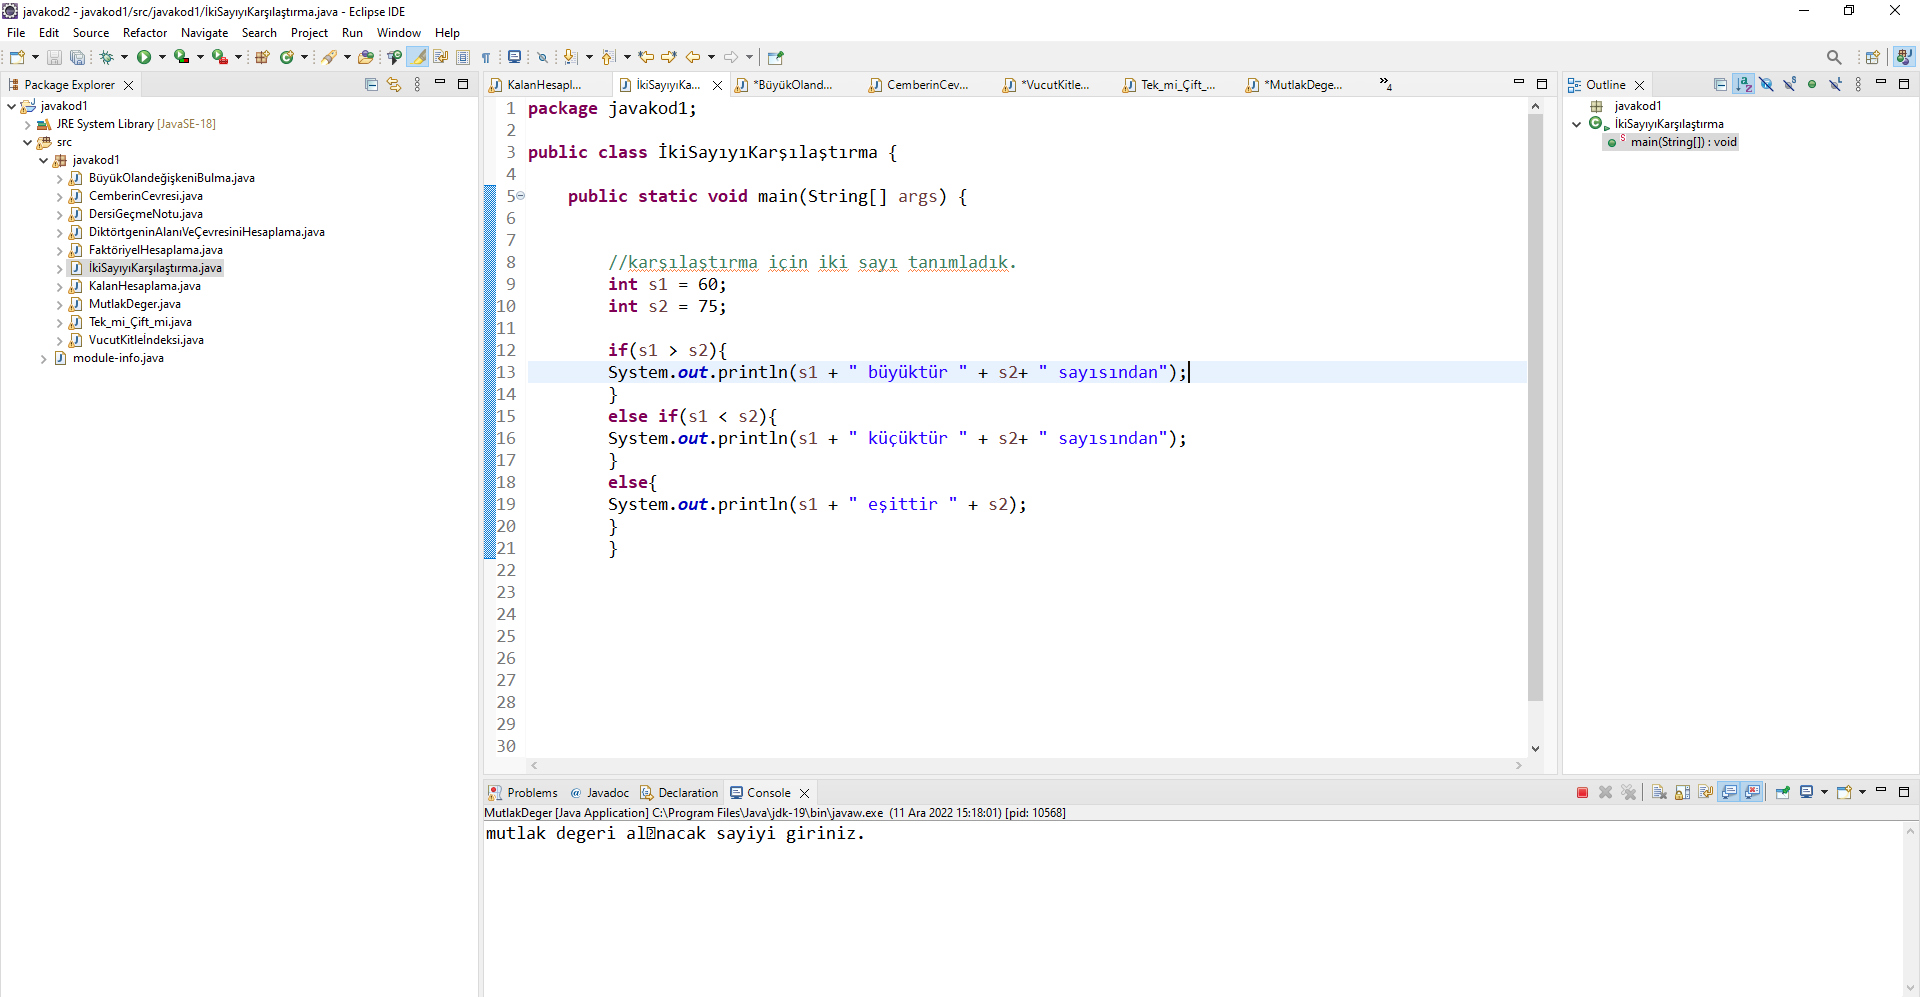 javakod2 - javakod1/src/javakod1/İkiSayıyıKarşılaştırma.java - Eclipse IDE
File Edit Source Refactor Navigate Search Project Run Window Help
Package Explorer
javakod1
JRE System Library [JavaSE-18]
src
javakod1
BüyükOlandeğişkeniBulma.java
CemberinCevresi.java
DersiGeçmeNotu.java
DiktörtgeninAlanıVeÇevresiniHesaplama.java
FaktöriyelHesaplama.java
İkiSayıyıKarşılaştırma.java
KalanHesaplama.java
MutlakDeger.java
Tek_mi_Çift_mi.java
VucutKitleİndeksi.java
module-info.java
KalanHesapl... İkiSayıyıKa... *BüyükOland... CemberinCev... *VucutKitle... Tek_mi_Çift_... *MutlakDege... »4
1 package javakod1;
2
3 public class İkiSayıyıKarşılaştırma {
4
5 public static void main(String[] args) {
6
7
8 //karşılaştırma için iki sayı tanımladık.
9 int s1 = 60;
10 int s2 = 75;
11
12 if(s1 > s2){
13 System.out.println(s1 + " büyüktür " + s2+ " sayısından");
14 }
15 else if(s1 < s2){
16 System.out.println(s1 + " küçüktür " + s2+ " sayısından");
17 }
18 else{
19 System.out.println(s1 + " eşittir " + s2);
20 }
21 }
22
23
24
25
26
27
28
29
30
Outline
javakod1
İkiSayıyıKarşılaştırma
main(String[]) : void
Problems @ Javadoc Declaration Console
MutlakDeger [Java Application] C:\Program Files\Java\jdk-19\bin\javaw.exe (11 Ara 2022 15:18:01) [pid: 10568]
mutlak degeri al�nacak sayiyi giriniz.